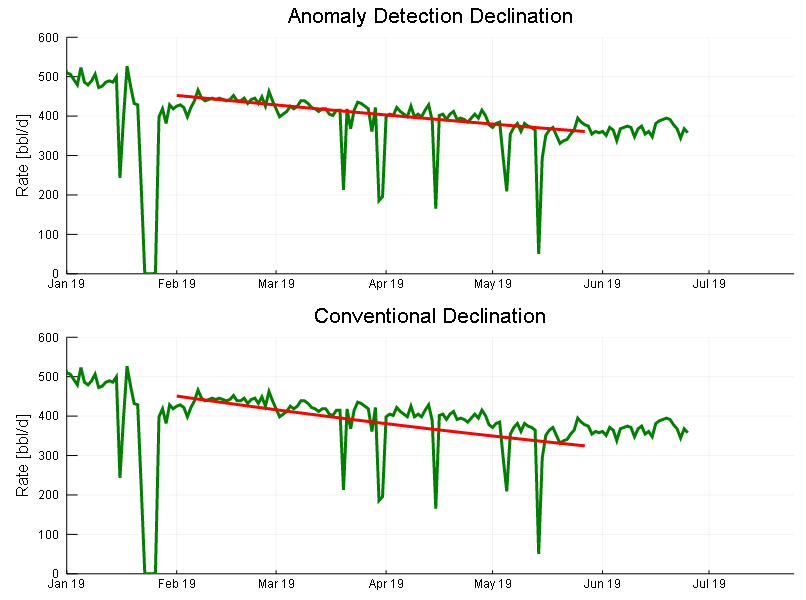 Anomaly Detection Declination
600
500
400
300
200
100
0
Rate [bbl/d]
Jan 19
Feb 19
Mar 19
Apr 19
May 19
Jun 19
Jul 19
Conventional Declination
600
500
400
300
200
100
0
Rate [bbl/d]
Jan 19
Feb 19
Mar 19
Apr 19
May 19
Jun 19
Jul 19